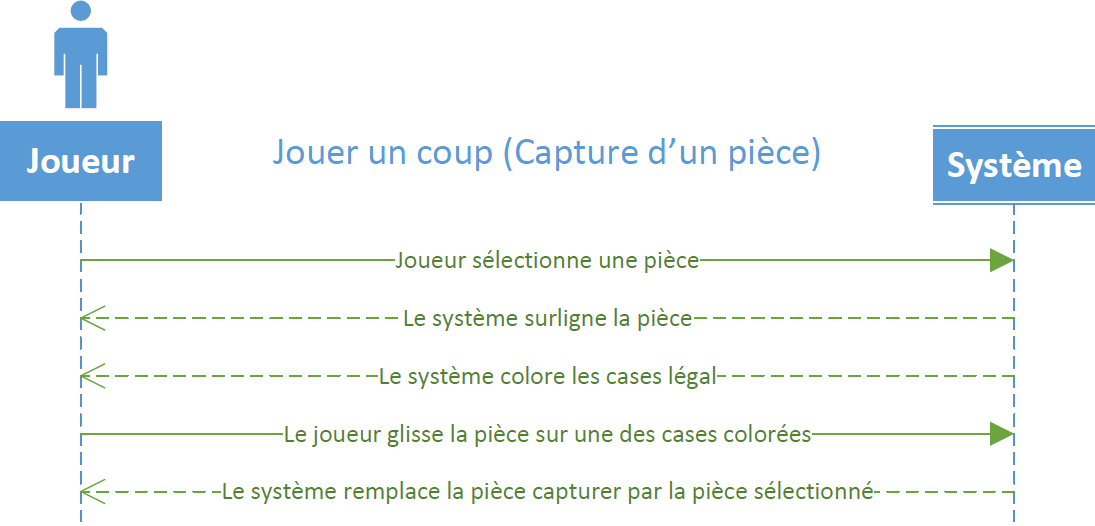 Joueur
Jouer un coup (Capture d’un pièce)
Système
Joueur sélectionne une pièce
Le système surligne la pièce
Le système colore les cases légal
Le joueur glisse la pièce sur une des cases colorées
Le système remplace la pièce capturer par la pièce sélectionné